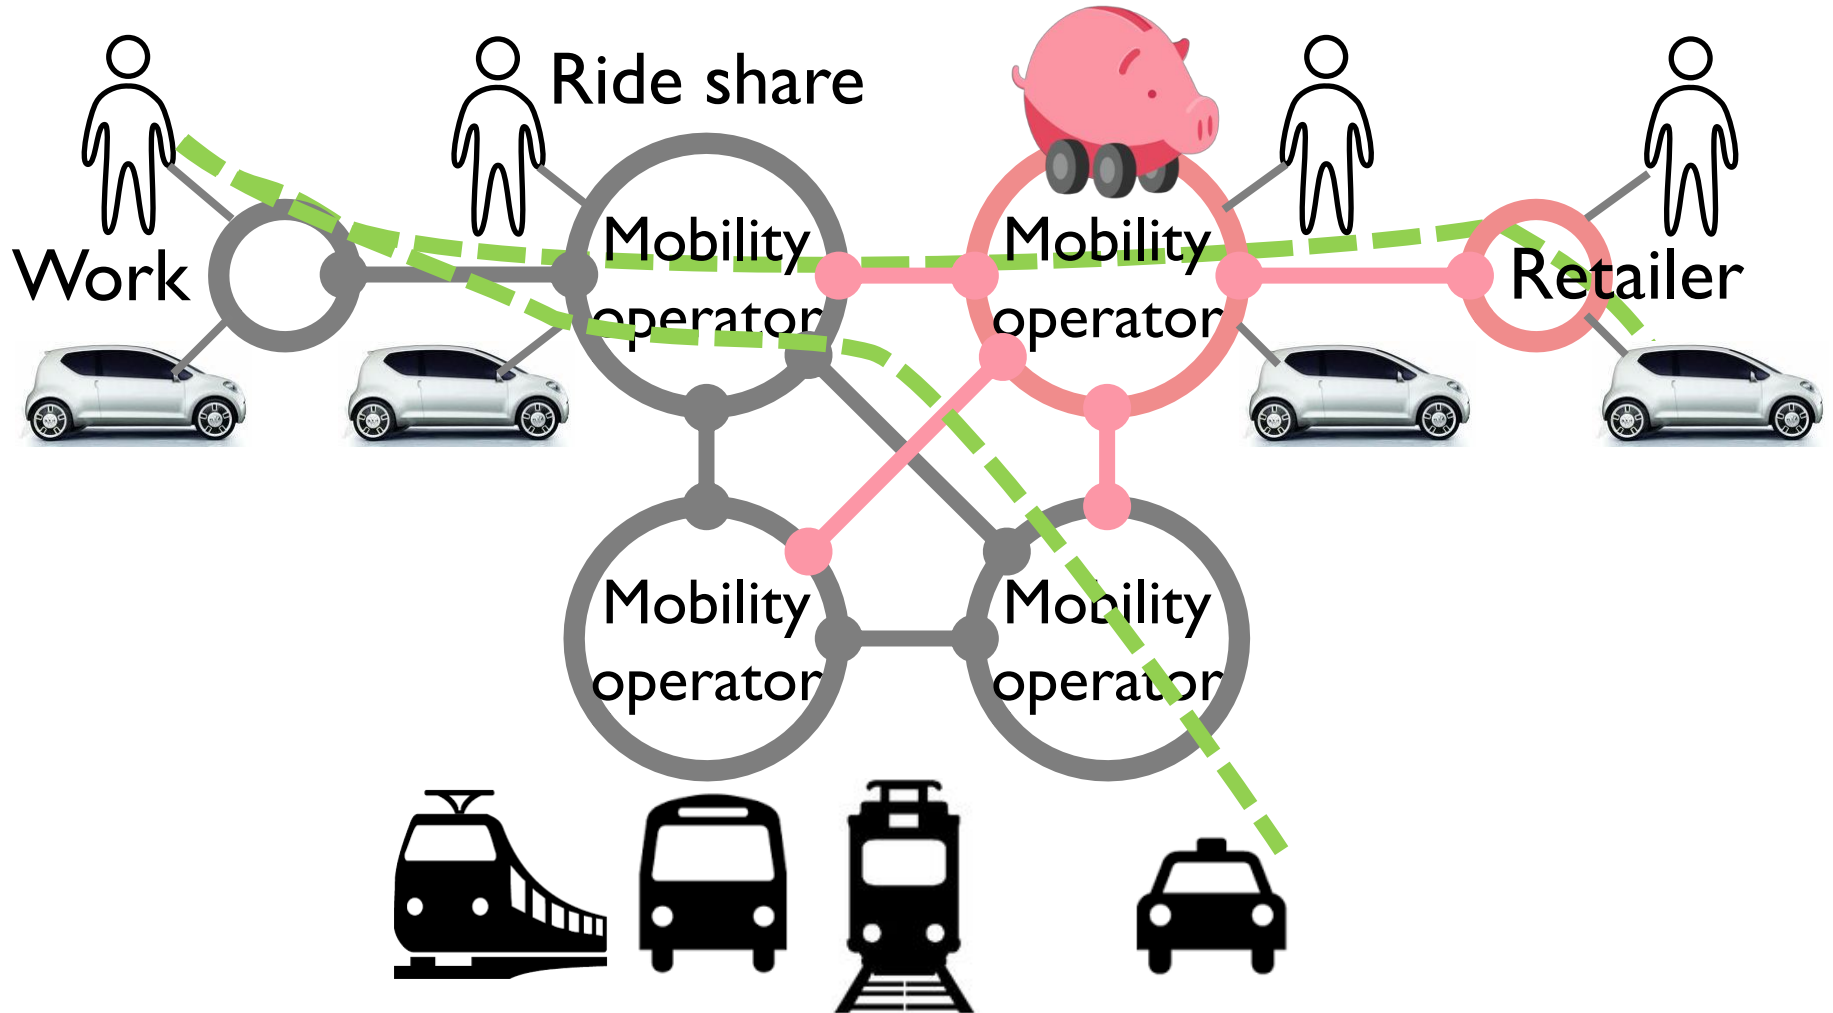 Ride share
Work
Mobility
operator
Mobility
operator
Retailer
Mobility
operator
Mobility
operator